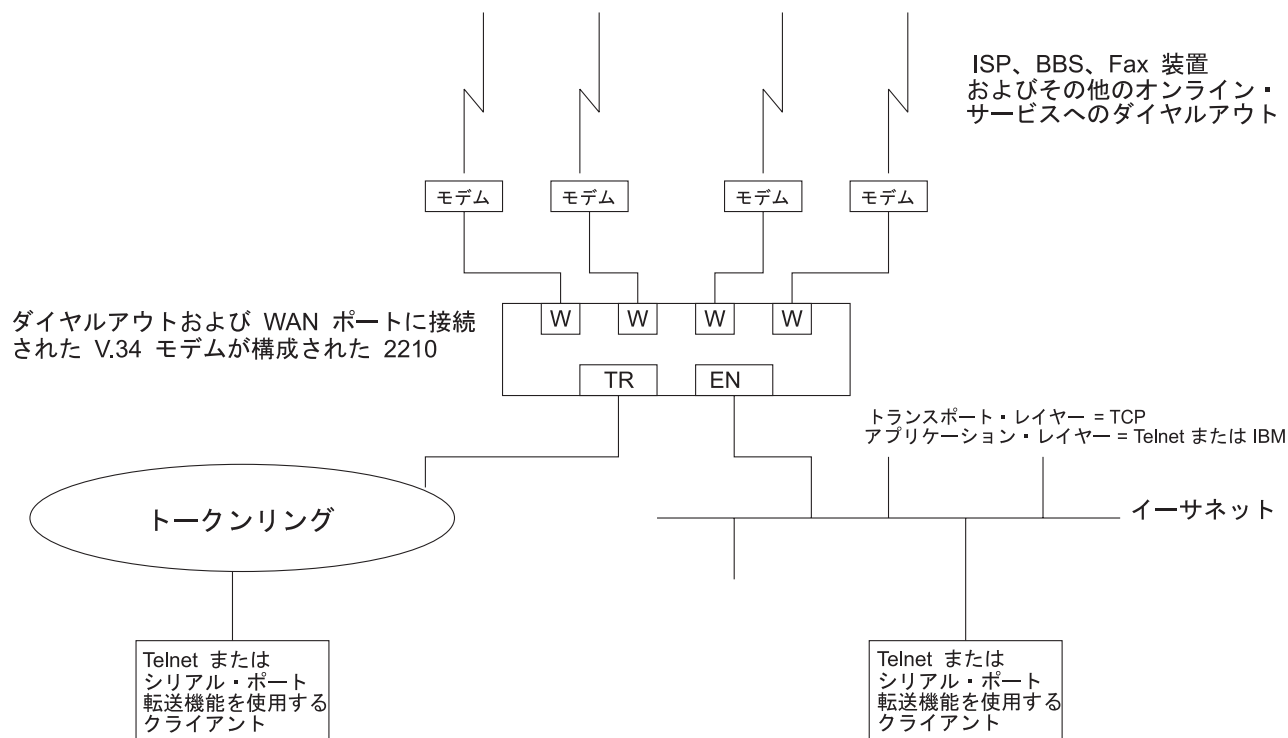 ISP、BBS、Fax 装置
およびその他のオンライン・
サービスへのダイヤルアウト
モデム
モデム
モデム
モデム
W
W
W
W
ダイヤルアウトおよび WAN ポートに接続
された V.34 モデムが構成された 2210
TR
EN
トランスポート・レイヤー = TCP
アプリケーション・レイヤー = Telnet または IBM
トークンリング
イーサネット
Telnet または
シリアル・ポート
転送機能を使用する
クライアント
Telnet または
シリアル・ポート
転送機能を使用する
クライアント